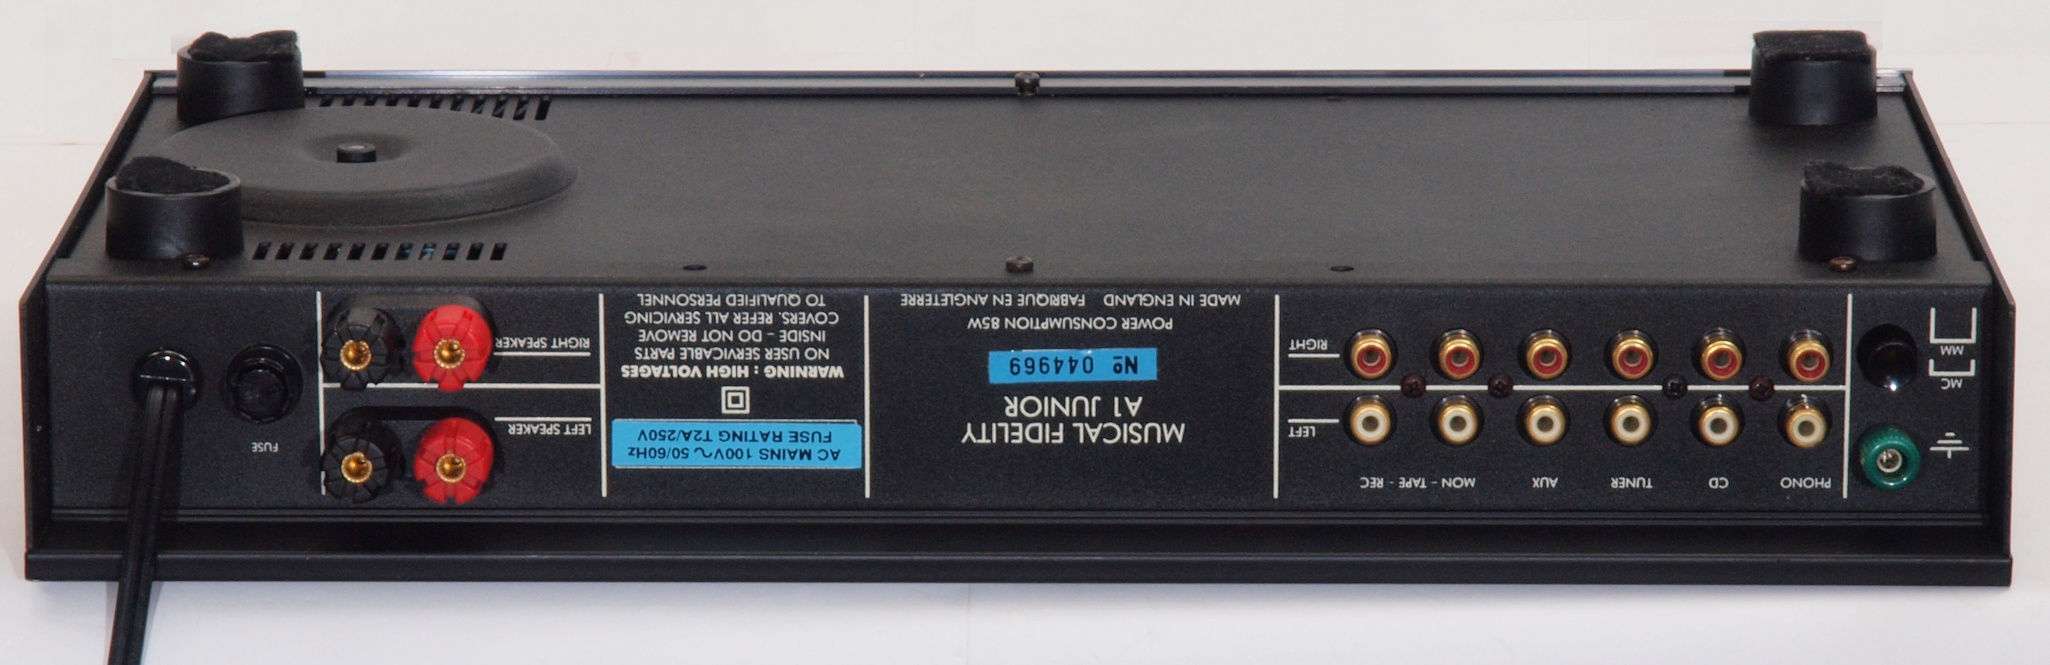 PHONO
CD
TUNER
AUX
MON - TAPE - REC
LEFT
RIGHT
MC
MM
MUSICAL FIDELITY
A1 JUNIOR
Nº 044969
POWER CONSUMPTION 85W
MADE IN ENGLAND FABRIQUE EN ANGLETERRE
AC MAINS 100V~ 50/60Hz
FUSE RATING T2A/250V
WARNING : HIGH VOLTAGES
NO USER SERVICABLE PARTS
INSIDE - DO NOT REMOVE
COVERS. REFER ALL SERVICING
TO QUALIFIED PERSONNEL
LEFT SPEAKER
RIGHT SPEAKER
FUSE